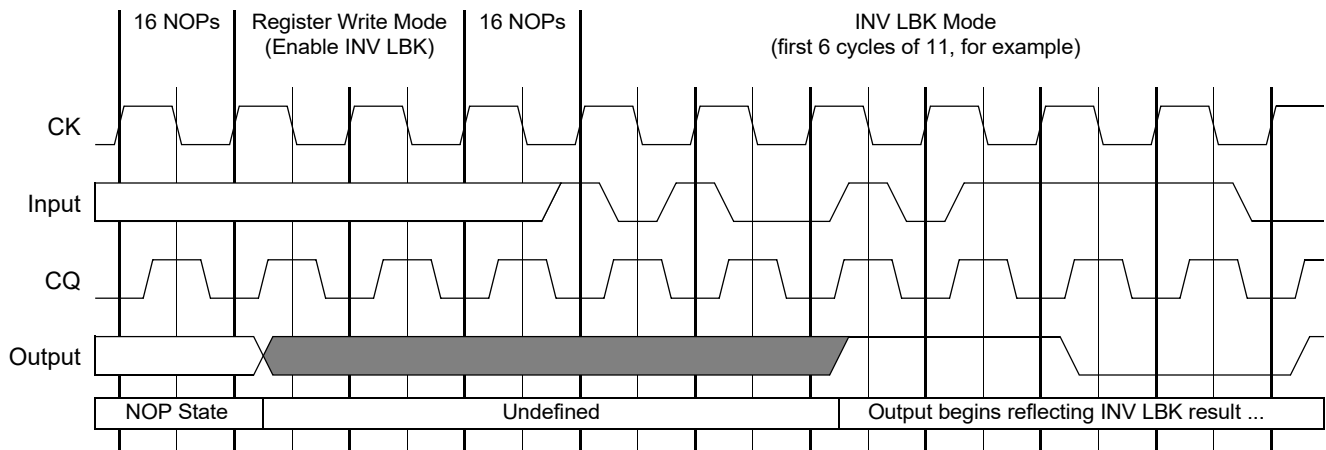 16 NOPs
Register Write Mode
(Enable INV LBK)
16 NOPs
INV LBK Mode
(first 6 cycles of 11, for example)
CK
Input
CQ
Output
NOP State
Undefined
Output begins reflecting INV LBK result ...